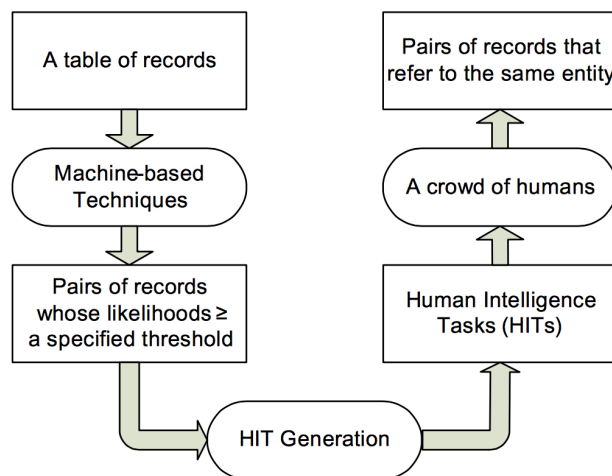 A table of records
Machine-based
Techniques
Pairs of records
whose likelihoods ≥
a specified threshold
HIT Generation
Human Intelligence
Tasks (HITs)
A crowd of humans
Pairs of records that
refer to the same entity